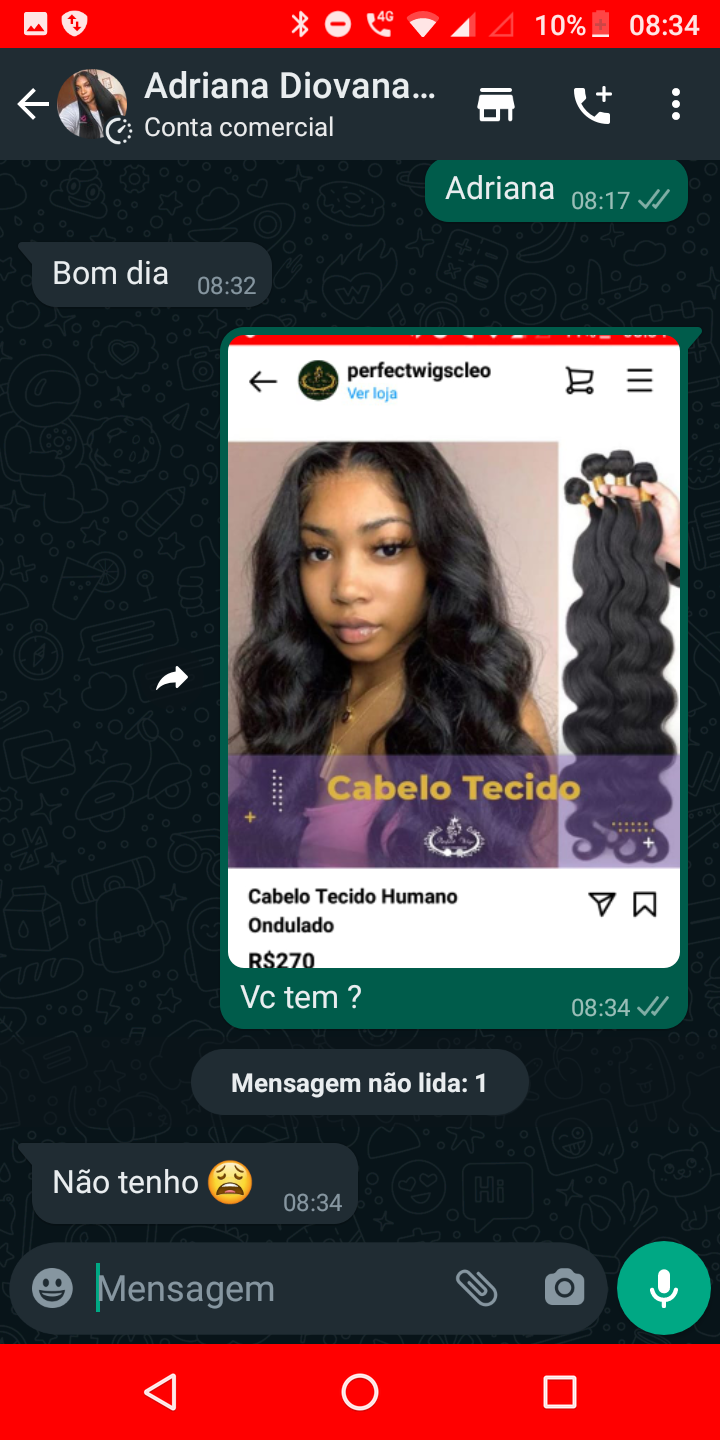 4G
10% 08:34
Adriana Diovana...
Conta comercial
Adriana 08:17
Bom dia 08:32
perfectwigscleo
Ver loja
Cabelo Tecido
Cabelo Tecido Humano
Ondulado
R$270
Vc tem ? 08:34
Mensagem não lida: 1
Não tenho 08:34
Mensagem